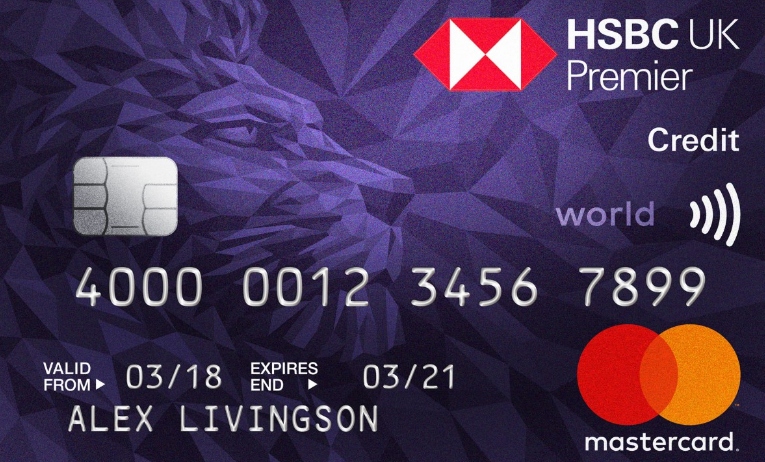 HSBC UK
Premier
Credit
world
4000 0012 3456 7899
VALID FROM 03/18 EXPIRES END 03/21
ALEX LIVINGSON
mastercard.